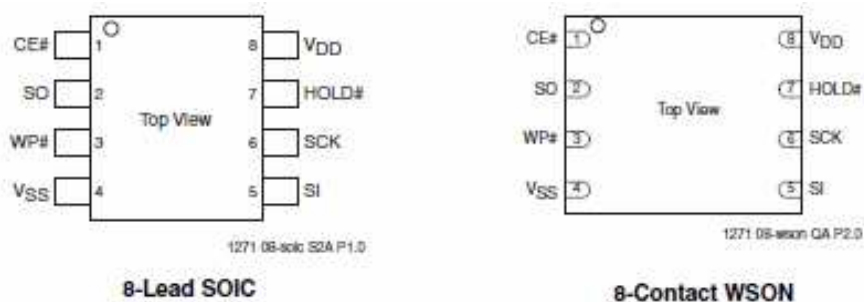 CE# 1 8 VDD
SO 2 7 HOLD#
Top View
WP# 3 6 SCK
VSS 4 5 SI
1271 08-soic S2A P1.0
8-Lead SOIC
CE# 1 8 VDD
SO 2 7 HOLD#
Top View
WP# 3 6 SCK
VSS 4 5 SI
1271 08-wson QA P2.0
8-Contact WSON